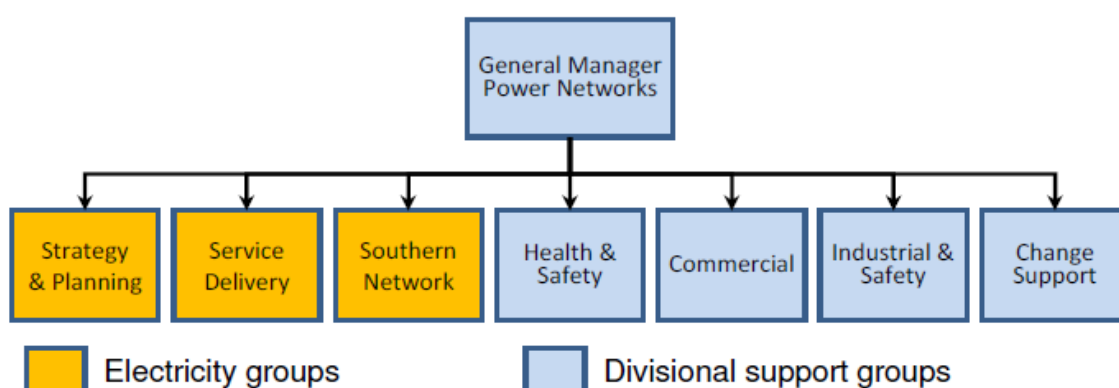 General Manager
Power Networks
Strategy
& Planning
Service
Delivery
Southern
Network
Health &
Safety
Commercial
Industrial &
Safety
Change
Support
Electricity groups
Divisional support groups